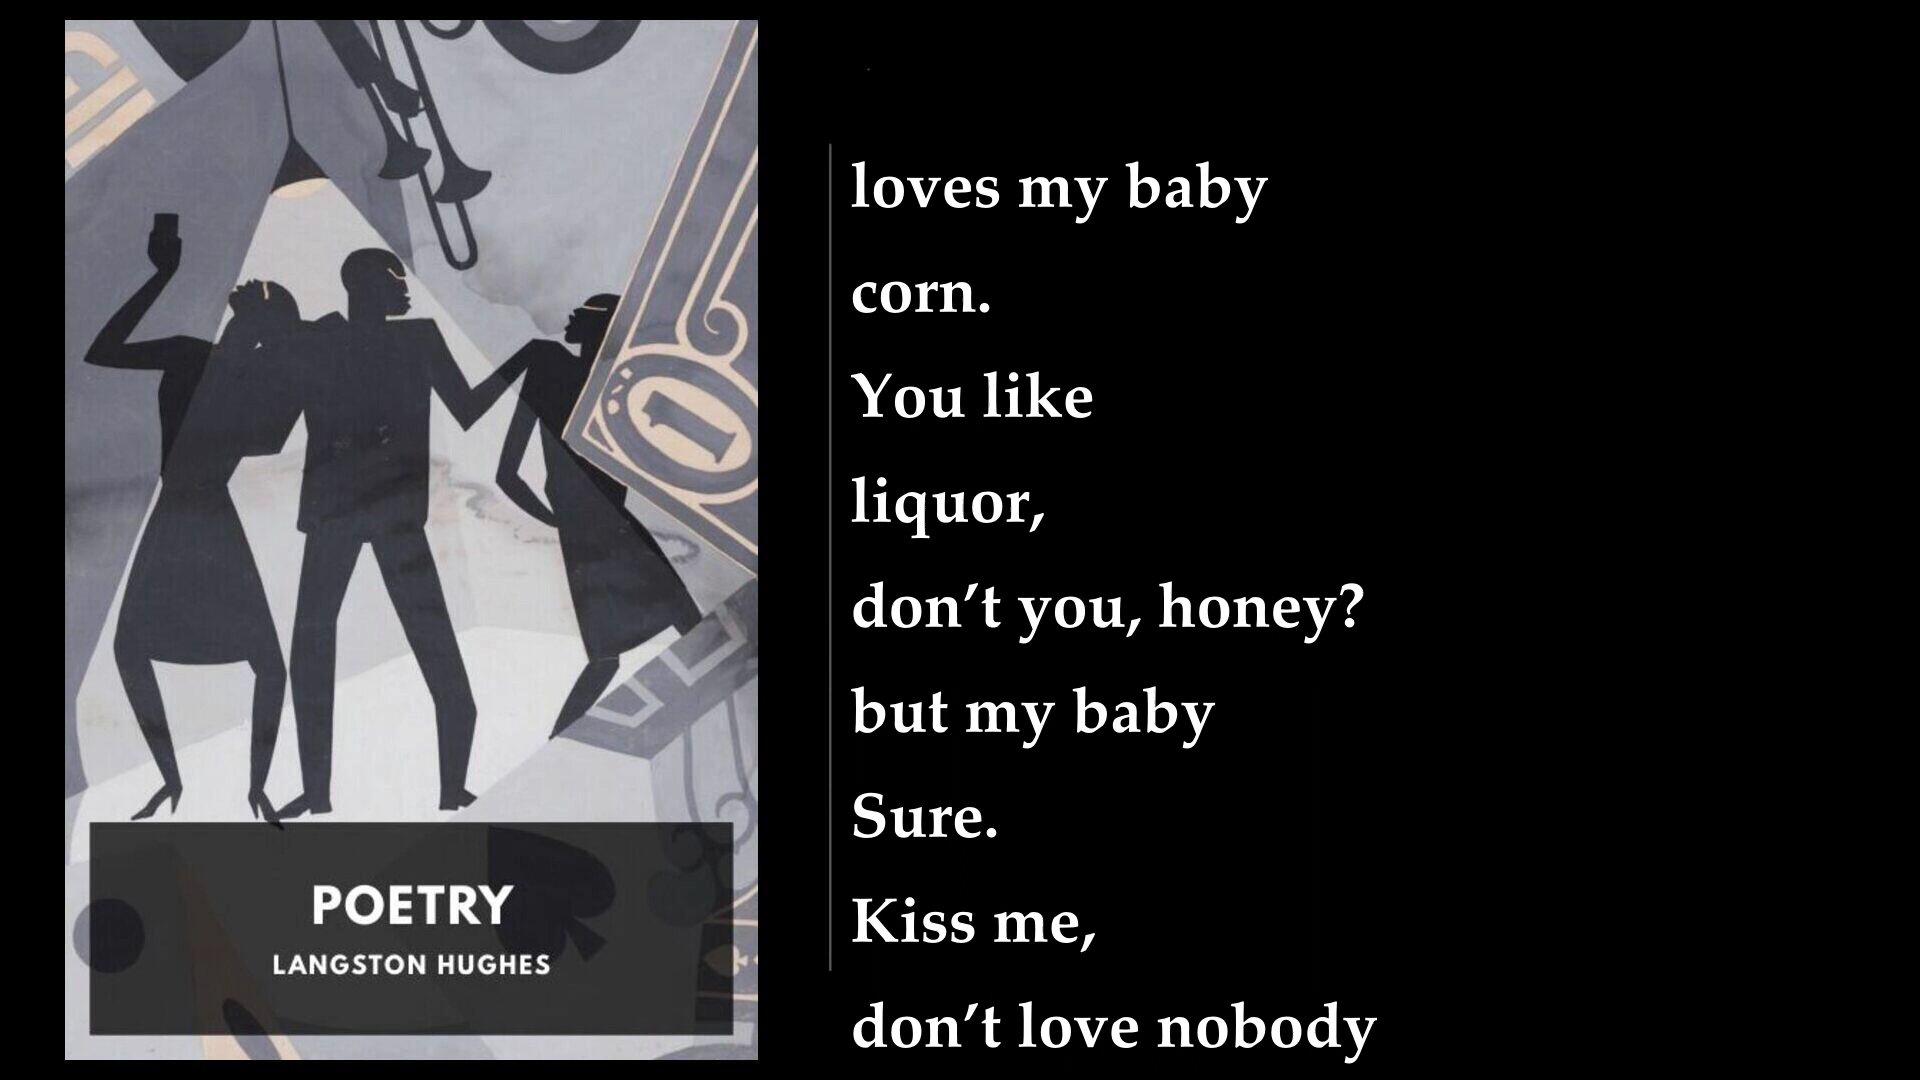 POETRY
LANGSTON HUGHES
loves my baby
corn.
You like
liquor,
don’t you, honey?
but my baby
Sure.
Kiss me,
don’t love nobody